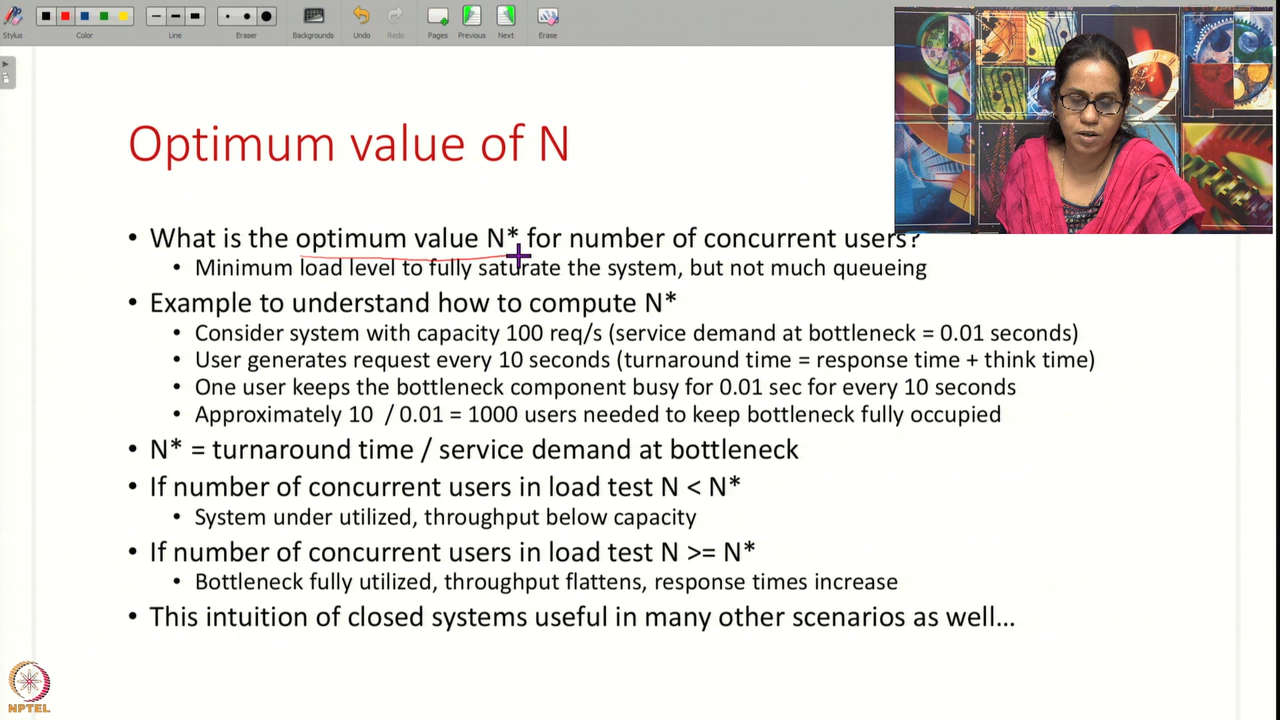 Stylus
Color
Line
Eraser
Backgrounds
Undo
Redo
Pages
Previous
Next
Erase
Optimum value of N
• What is the optimum value N* for number of concurrent users?
• Minimum load level to fully saturate the system, but not much queueing
• Example to understand how to compute N*
• Consider system with capacity 100 req/s (service demand at bottleneck = 0.01 seconds)
• User generates request every 10 seconds (turnaround time = response time + think time)
• One user keeps the bottleneck component busy for 0.01 sec for every 10 seconds
• Approximately 10 / 0.01 = 1000 users needed to keep bottleneck fully occupied
• N* = turnaround time / service demand at bottleneck
• If number of concurrent users in load test N < N*
• System under utilized, throughput below capacity
• If number of concurrent users in load test N >= N*
• Bottleneck fully utilized, throughput flattens, response times increase
• This intuition of closed systems useful in many other scenarios as well...
NPTEL